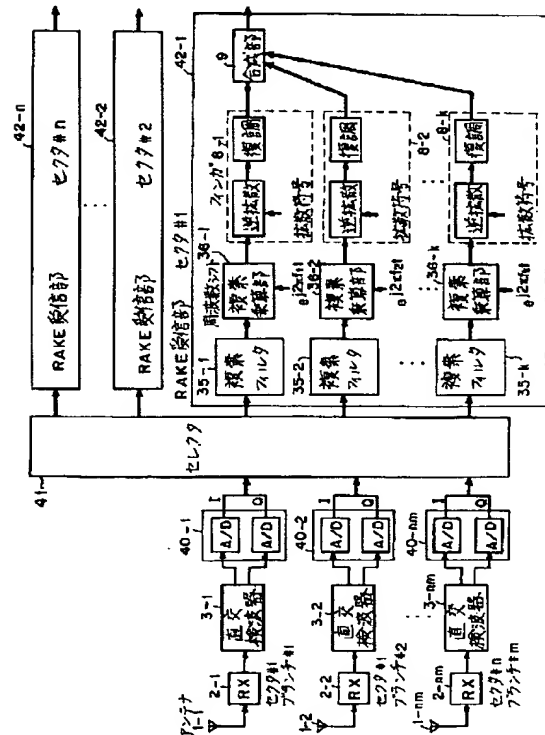 アンテナ
1-1
2-1
RX
セクタ#1
ブランチ#1
3-1
直交
検波器
40-1
A/D
A/D
I
Q
1-2
2-2
RX
セクタ#1
ブランチ#2
3-2
直交
検波器
40-2
A/D
A/D
I
Q
1-nm
2-nm
RX
セクタ#n
ブランチ#m
3-nm
直交
検波器
40-nm
A/D
A/D
I
Q
41
セレクタ
42-n
RAKE受信部 セクタ#n
42-2
RAKE受信部 セクタ#2
42-1
RAKE受信部 セクタ#1
35-1
複素
フィルタ
周波数シフト
36-1
複素
乗算部
フィンガ 8-1
逆拡散
復調
拡散符号
35-2
複素
フィルタ
36-2
複素
乗算部
8-2
逆拡散
復調
拡散符号
35-k
複素
フィルタ
36-k
複素
乗算部
8-k
逆拡散
復調
拡散符号
9
合成部